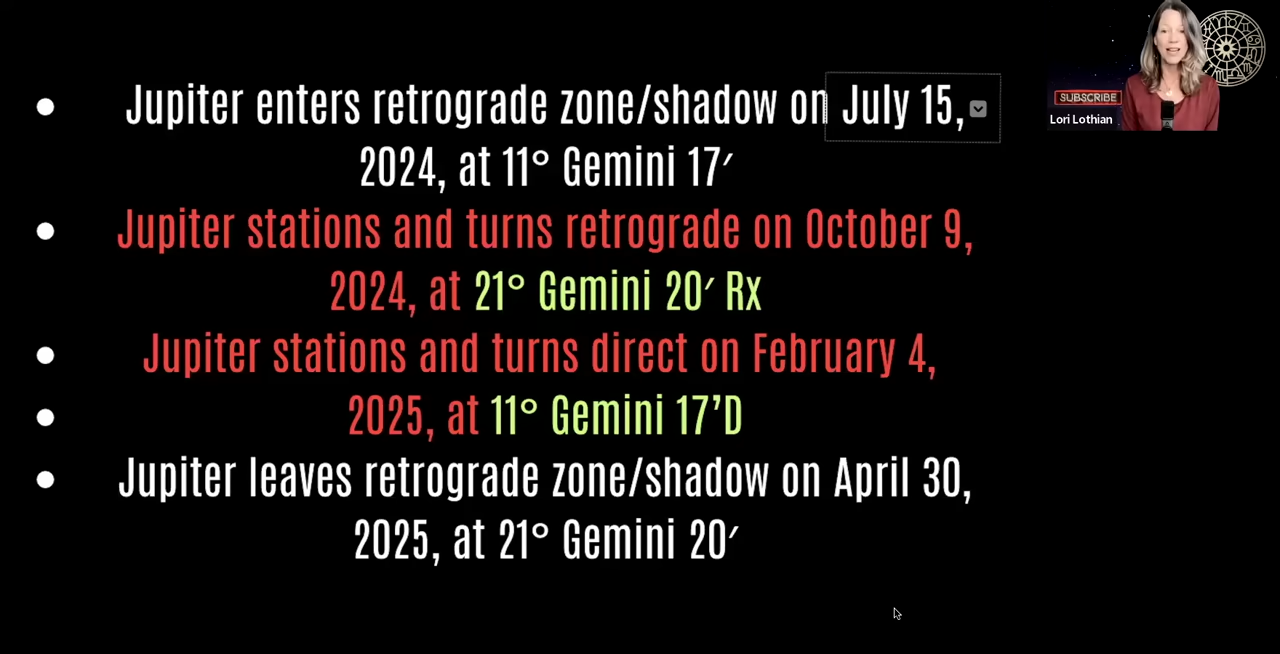 Jupiter enters retrograde zone/shadow on July 15,
2024, at 11° Gemini 17′
Jupiter stations and turns retrograde on October 9,
2024, at 21° Gemini 20′ Rx
Jupiter stations and turns direct on February 4,
2025, at 11° Gemini 17’D
Jupiter leaves retrograde zone/shadow on April 30,
2025, at 21° Gemini 20′
SUBSCRIBE
Lori Lothian